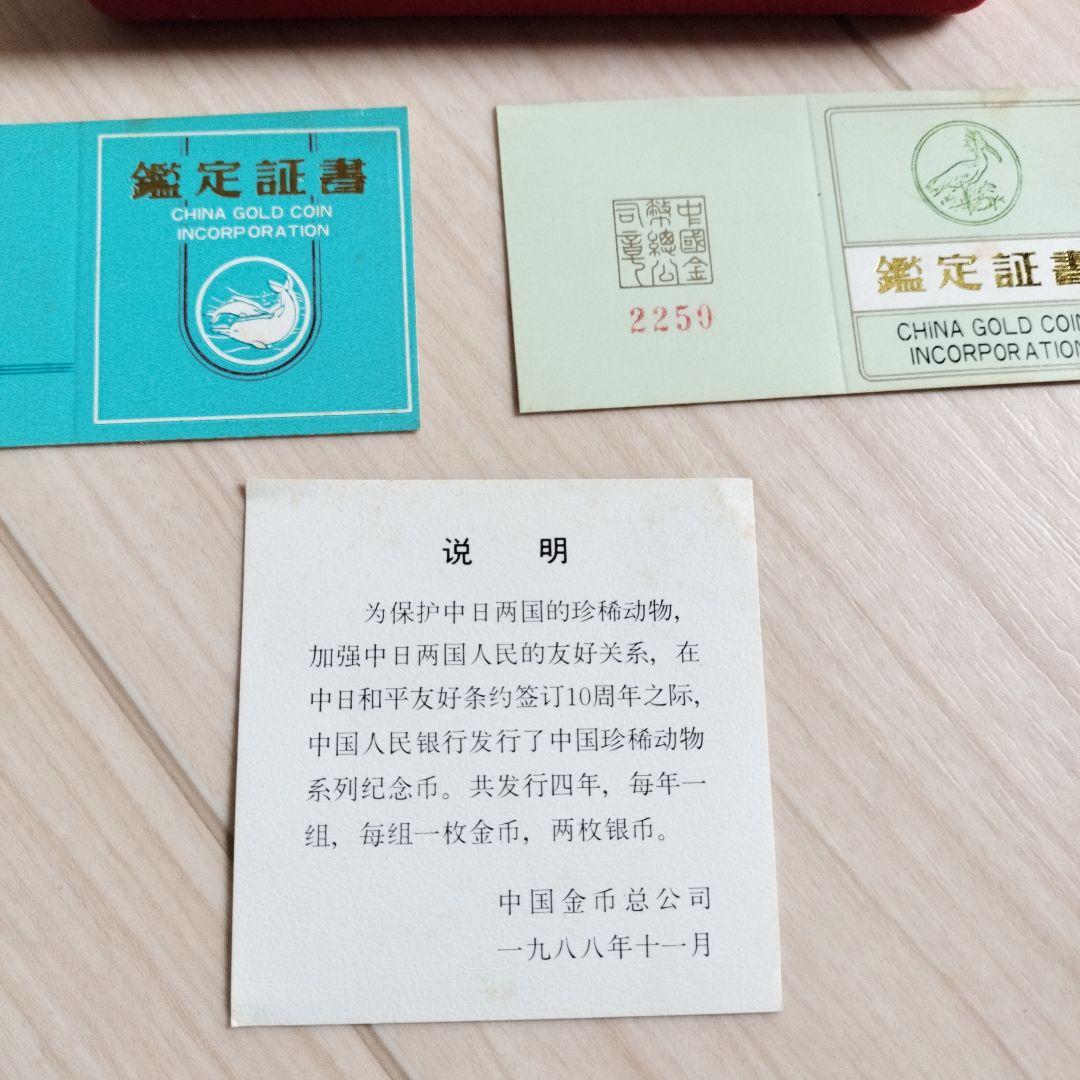 鑑定証書
CHINA GOLD COIN
INCORPORATION
中國金
幣總公
司章
2250
鑑定証書
CHINA GOLD COIN
INCORPORATION
说 明
为保护中日两国的珍稀动物，
加强中日两国人民的友好关系，在
中日和平友好条约签订10周年之际，
中国人民银行发行了中国珍稀动物
系列纪念币。共发行四年，每年一
组，每组一枚金币，两枚银币。
中国金币总公司
一九八八年十一月